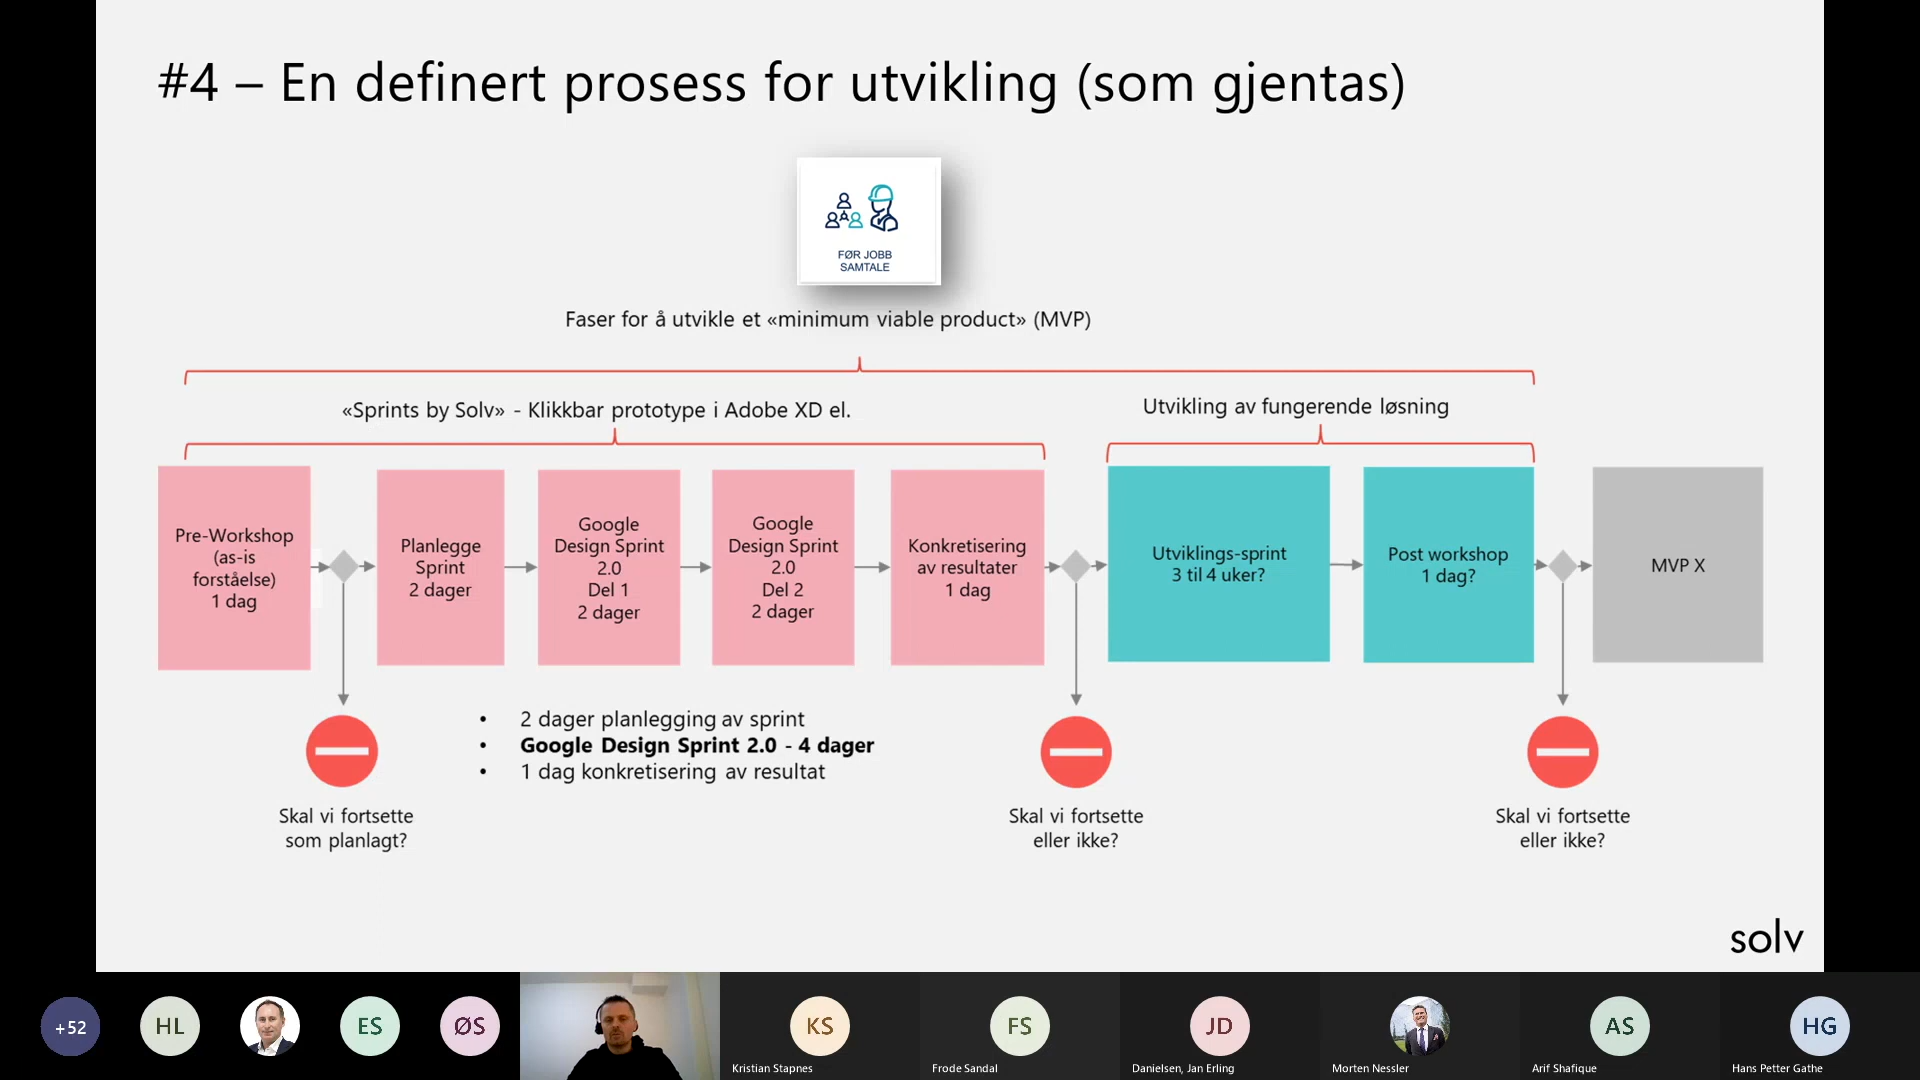 #4 – En definert prosess for utvikling (som gjentas)
FØR JOBB
SAMTALE
Faser for å utvikle et «minimum viable product» (MVP)
«Sprints by Solv» - Klikkbar prototype i Adobe XD el.
Utvikling av fungerende løsning
Pre-Workshop
(as-is
forståelse)
1 dag
Planlegge
Sprint
2 dager
Google
Design Sprint
2.0
Del 1
2 dager
Google
Design Sprint
2.0
Del 2
2 dager
Konkretisering
av resultater
1 dag
Utviklings-sprint
3 til 4 uker?
Post workshop
1 dag?
MVP X
• 2 dager planlegging av sprint
• Google Design Sprint 2.0 - 4 dager
• 1 dag konkretisering av resultat
Skal vi fortsette
som planlagt?
Skal vi fortsette
eller ikke?
Skal vi fortsette
eller ikke?
solv
+52
HL
ES
ØS
KS
Kristian Stapnes
FS
Frode Sandal
JD
Danielsen, Jan Erling
Morten Nessler
AS
Arif Shafique
HG
Hans Petter Gathe